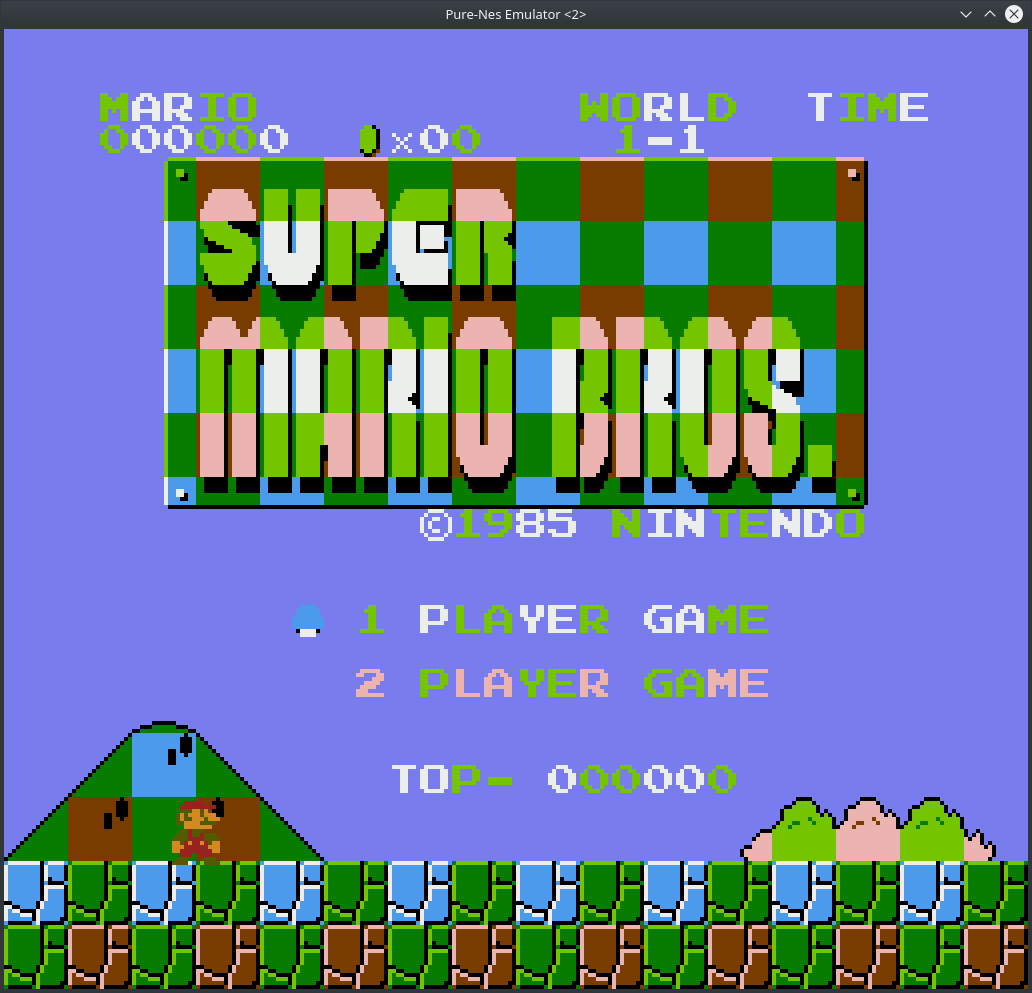 Pure-Nes Emulator <2>
MARIO WORLD TIME
000000 x00 1-1
SUPER
MARIO BROS.
©1985 NINTENDO
1 PLAYER GAME
2 PLAYER GAME
TOP- 000000